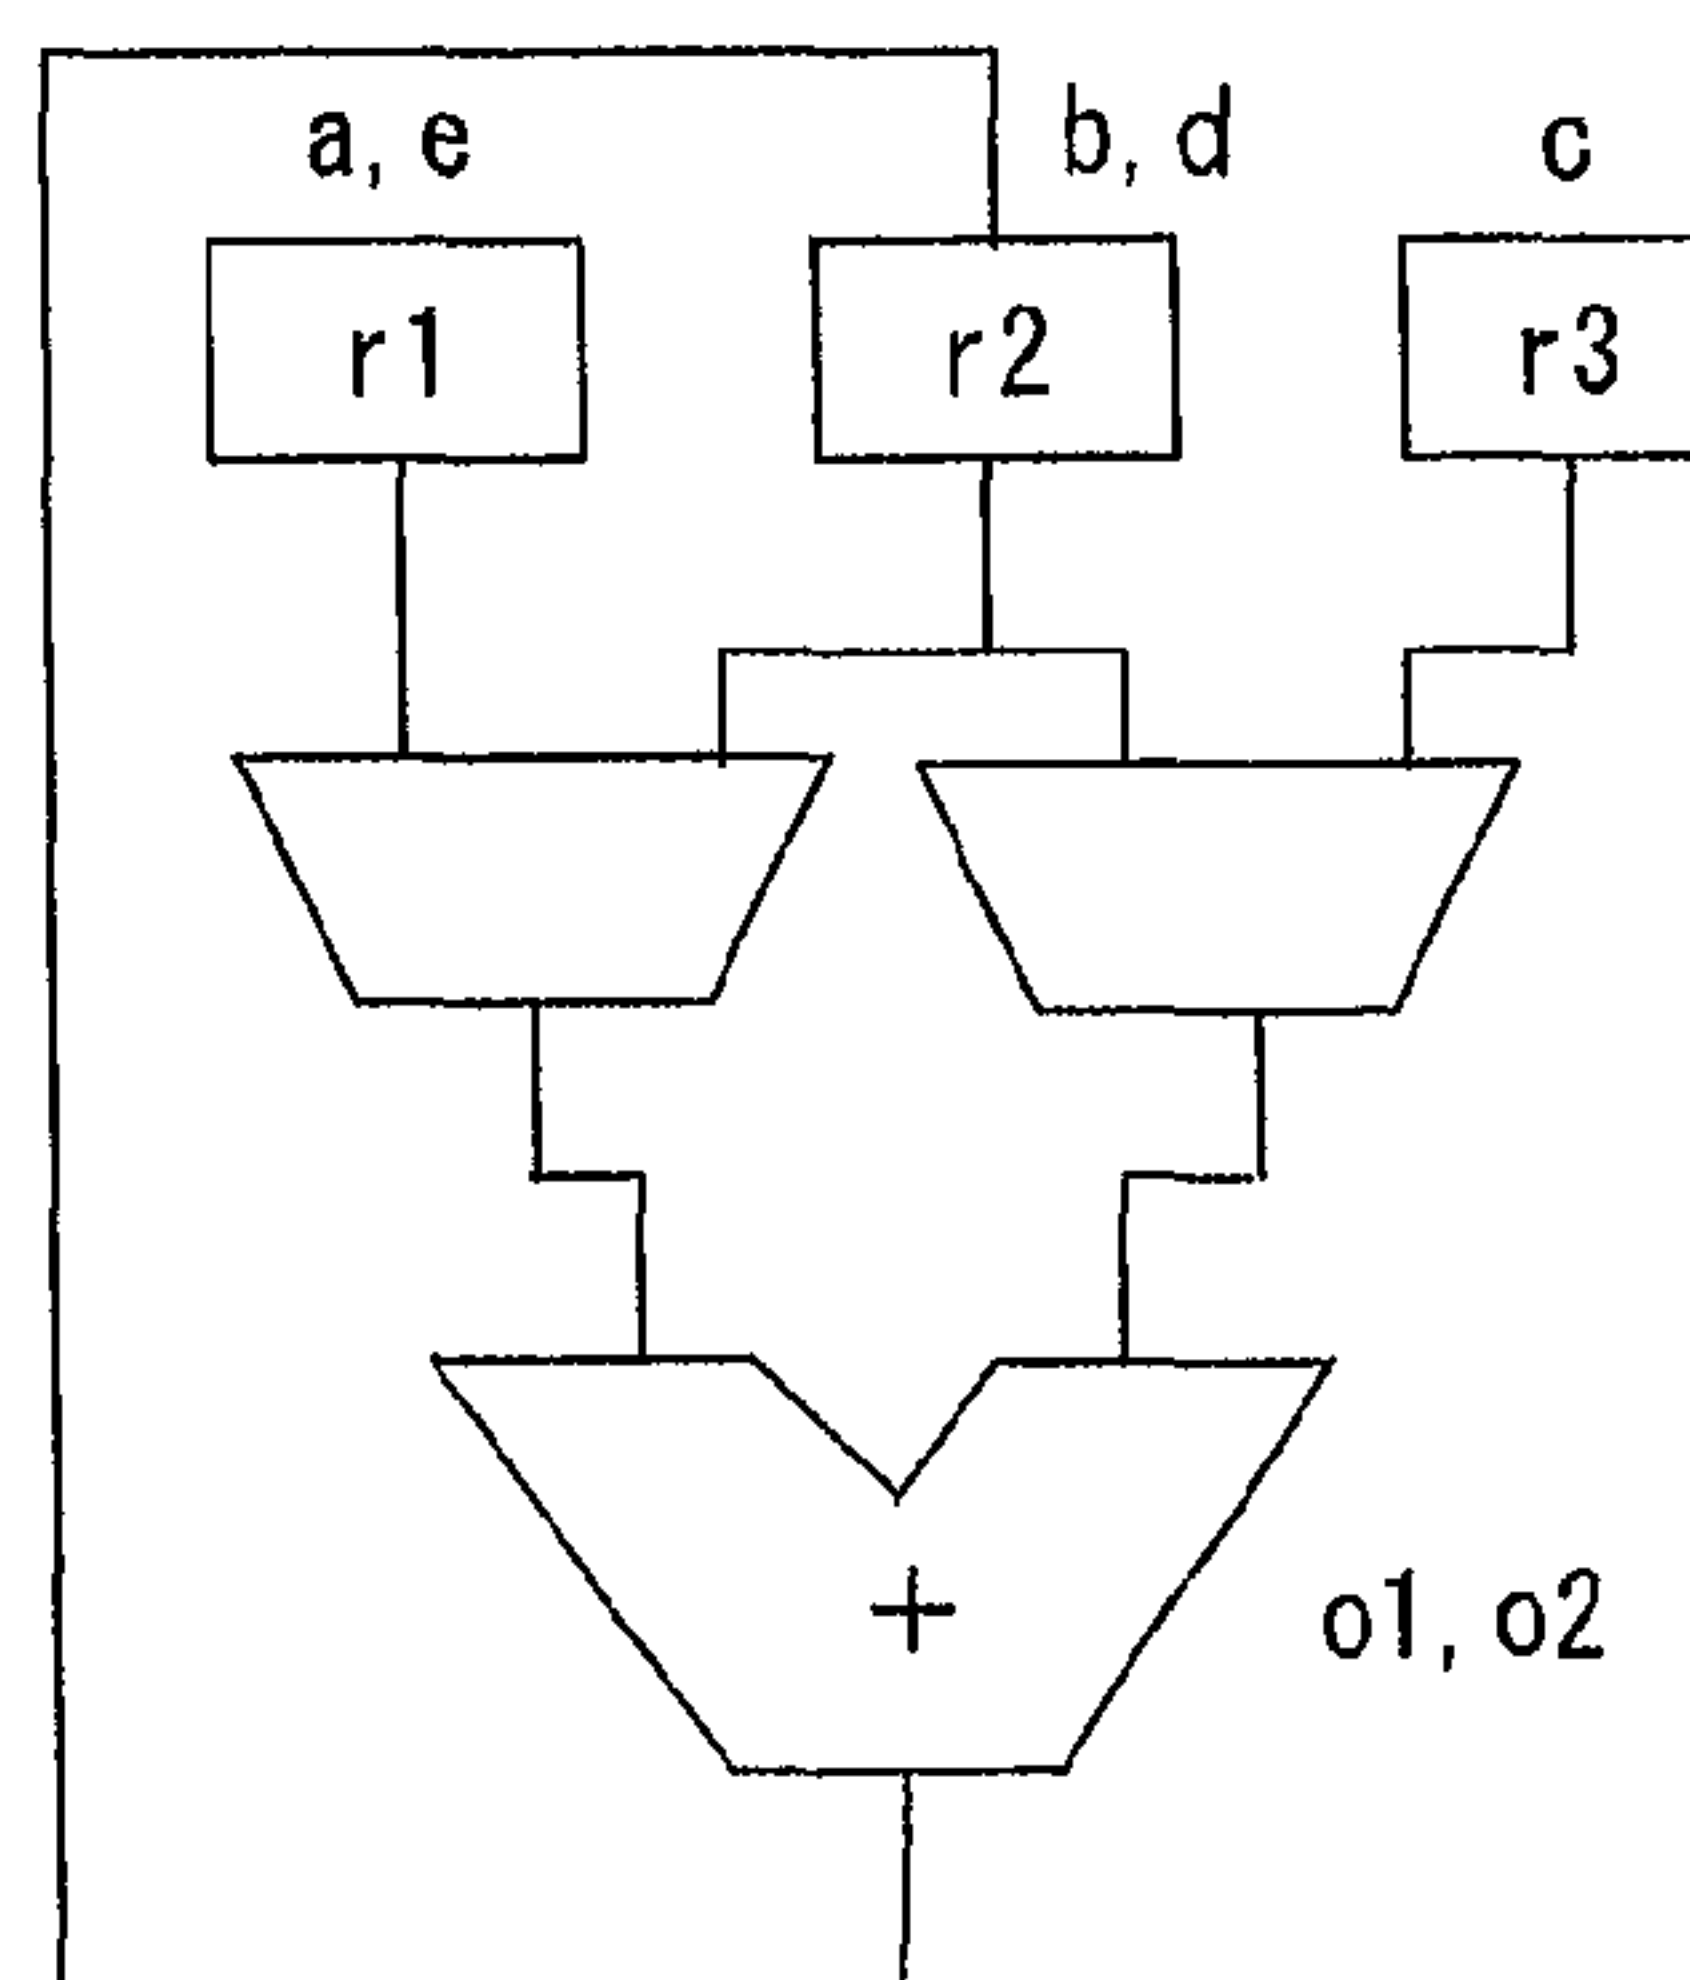 a, e
b, d
c
r1
r2
r3
+
o1, o2